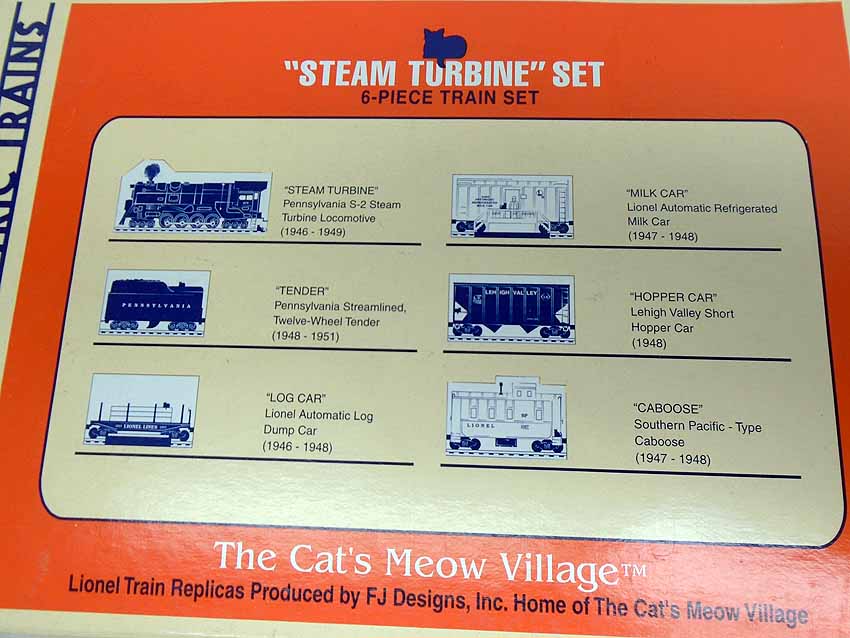 TRAINS
"STEAM TURBINE" SET
6-PIECE TRAIN SET
"STEAM TURBINE"
Pennsylvania S-2 Steam
Turbine Locomotive
(1946 - 1949)
"TENDER"
Pennsylvania Streamlined,
Twelve-Wheel Tender
(1948 - 1951)
PENNSYLVANIA
"LOG CAR"
Lionel Automatic Log
Dump Car
(1946 - 1948)
LIONEL LINES
"MILK CAR"
Lionel Automatic Refrigerated
Milk Car
(1947 - 1948)
"HOPPER CAR"
Lehigh Valley Short
Hopper Car
(1948)
LEHIGH VALLEY
"CABOOSE"
Southern Pacific - Type
Caboose
(1947 - 1948)
SP
LIONEL
The Cat's Meow Village™
Lionel Train Replicas Produced by FJ Designs, Inc. Home of The Cat's Meow Village